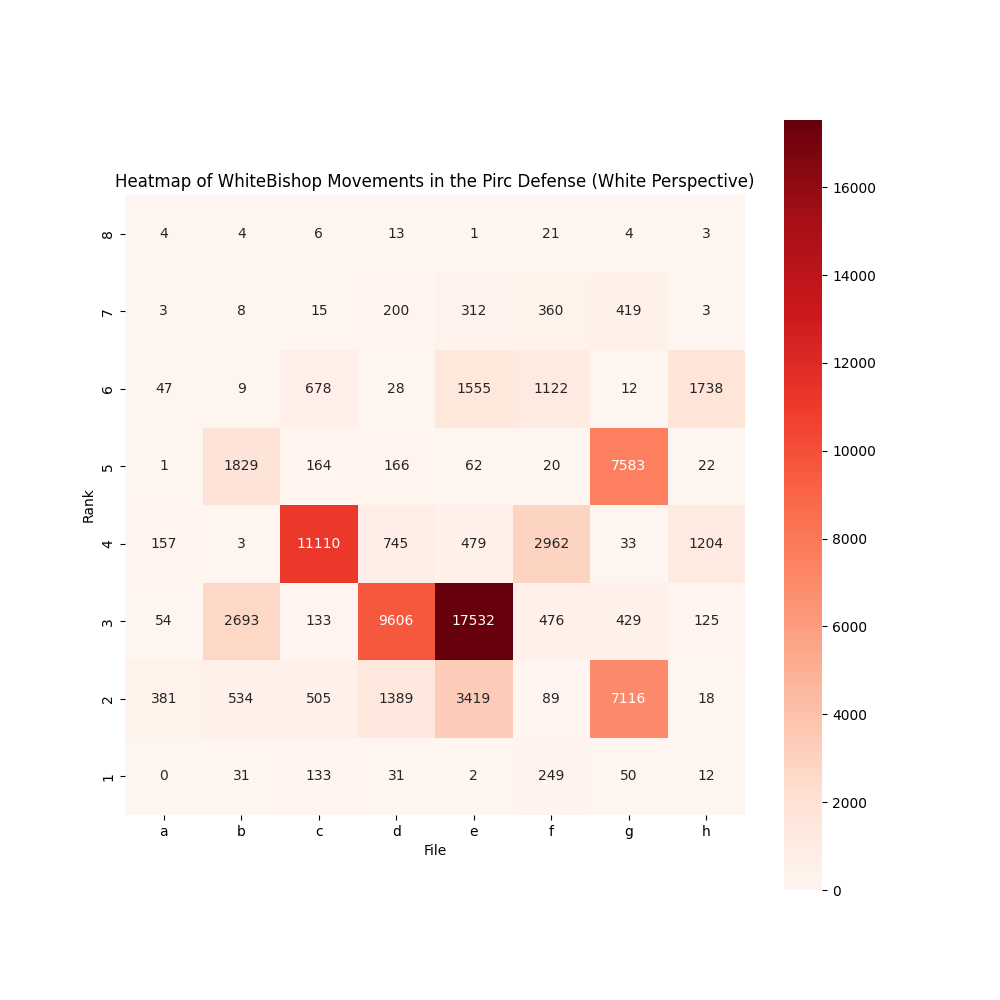 Heatmap of WhiteBishop Movements in the Pirc Defense (White Perspective)
16000
14000
12000
10000
8000
6000
4000
2000
0
Rank
8 4 4 6 13 1 21 4 3
7 3 8 15 200 312 360 419 3
6 47 9 678 28 1555 1122 12 1738
5 1 1829 164 166 62 20 7583 22
4 157 3 11110 745 479 2962 33 1204
3 54 2693 133 9606 17532 476 429 125
2 381 534 505 1389 3419 89 7116 18
1 0 31 133 31 2 249 50 12
a b c d e f g h
File